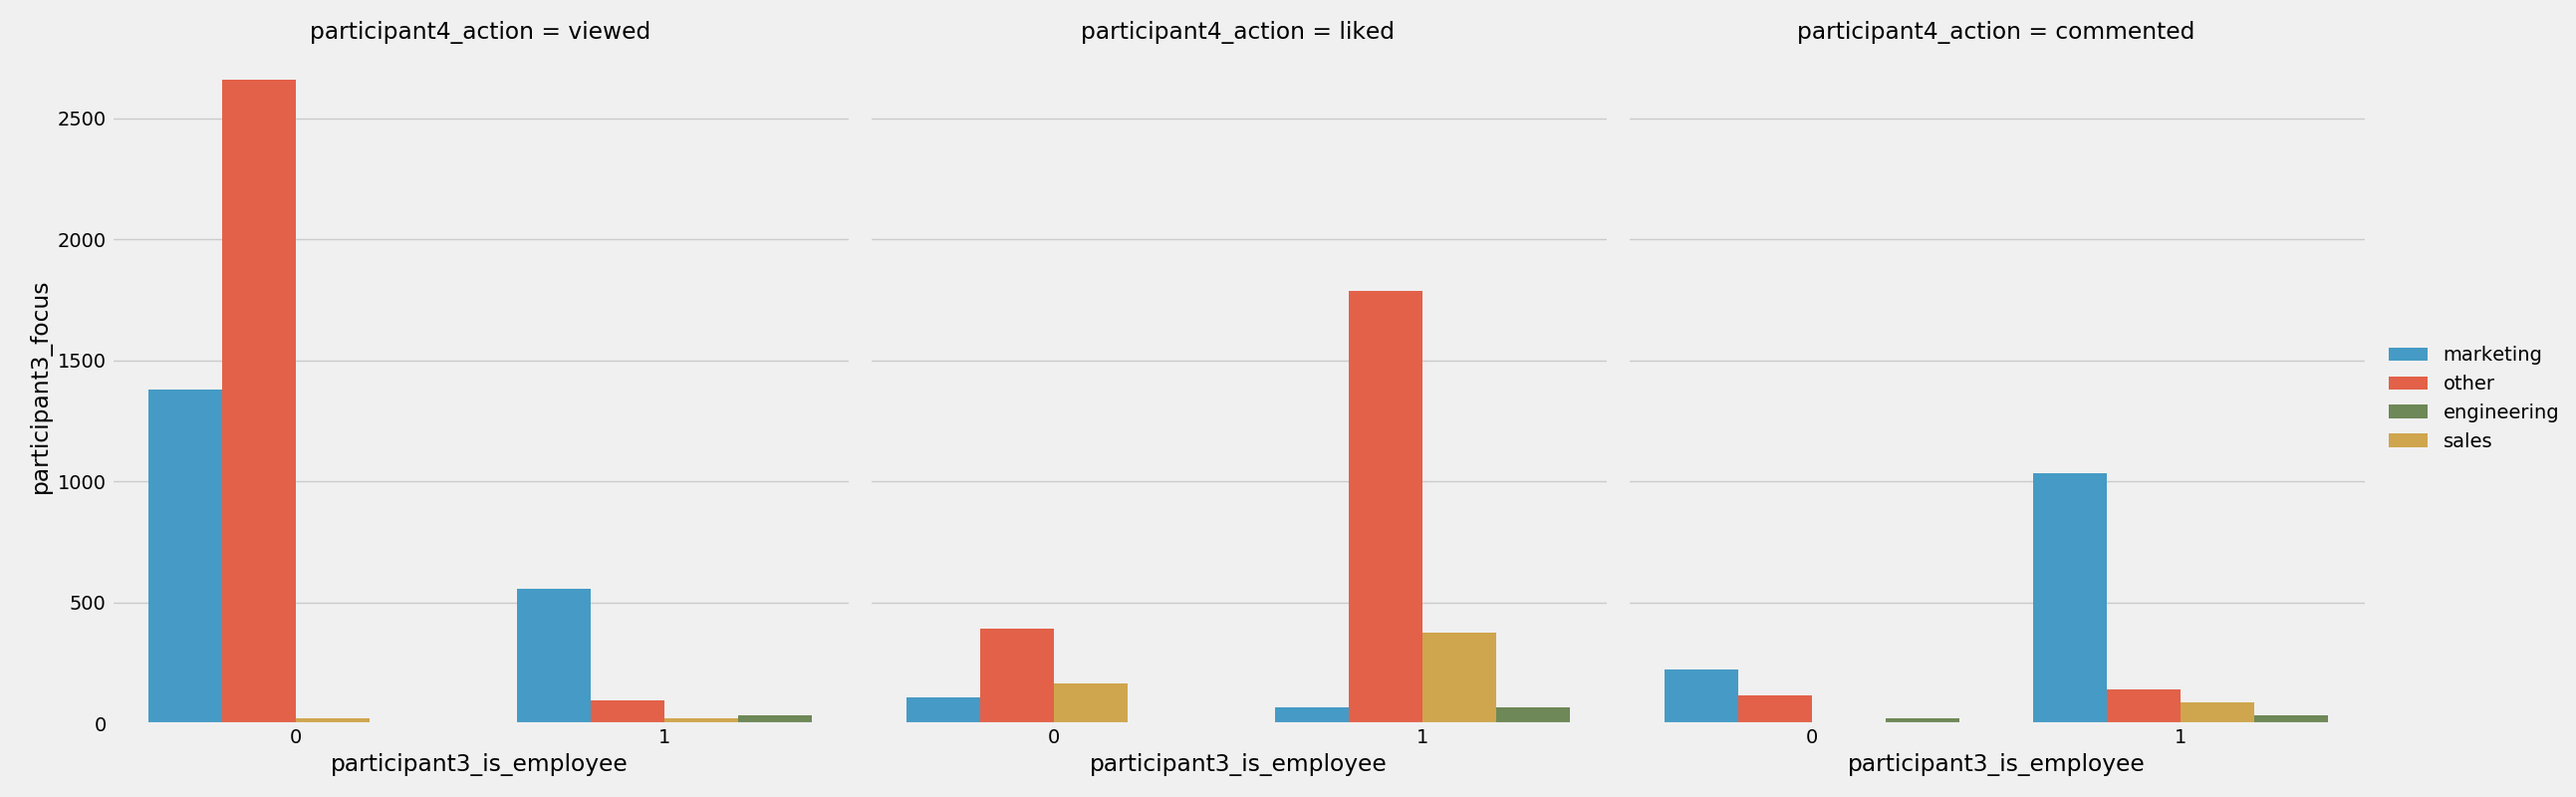 participant4_action = viewed
participant4_action = liked
participant4_action = commented
participant3_focus
2500
2000
1500
1000
500
0
0
1
participant3_is_employee
0
1
participant3_is_employee
0
1
participant3_is_employee
marketing
other
engineering
sales